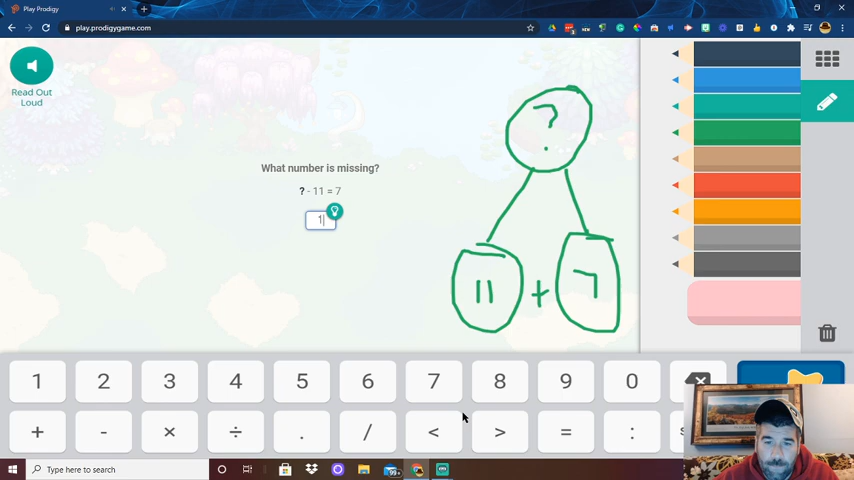 Play Prodigy
play.prodigygame.com
Read Out
Loud
What number is missing?
? - 11 = 7
1
?
11 + 7
1 2 3 4 5 6 7 8 9 0
+ - × ÷ . / < > = :
Type here to search